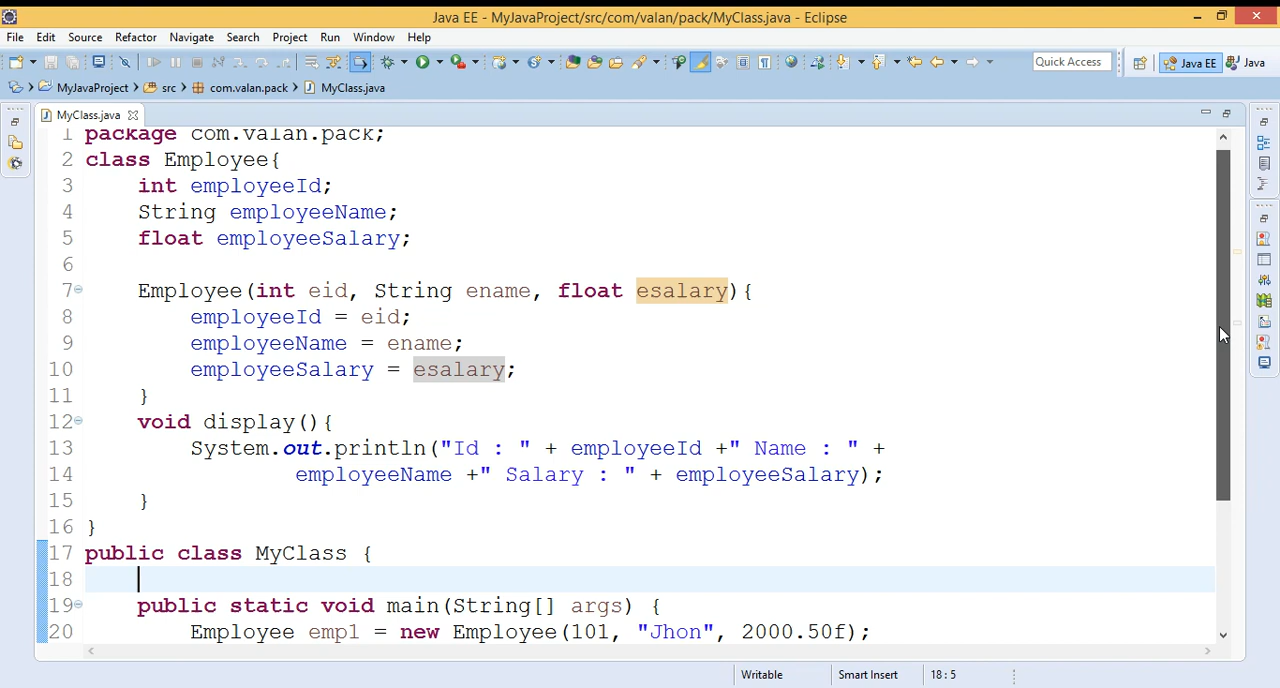 Java EE - MyJavaProject/src/com/valan/pack/MyClass.java - Eclipse
File Edit Source Refactor Navigate Search Project Run Window Help
Quick Access Java EE Java
MyJavaProject src com.valan.pack MyClass.java
MyClass.java
1 package com.valan.pack;
2 class Employee{
3 int employeeId;
4 String employeeName;
5 float employeeSalary;
6
7 Employee(int eid, String ename, float esalary){
8 employeeId = eid;
9 employeeName = ename;
10 employeeSalary = esalary;
11 }
12 void display(){
13 System.out.println("Id : " + employeeId +" Name : " +
14 employeeName +" Salary : " + employeeSalary);
15 }
16 }
17 public class MyClass {
18
19 public static void main(String[] args) {
20 Employee emp1 = new Employee(101, "Jhon", 2000.50f);
Writable Smart Insert 18 : 5